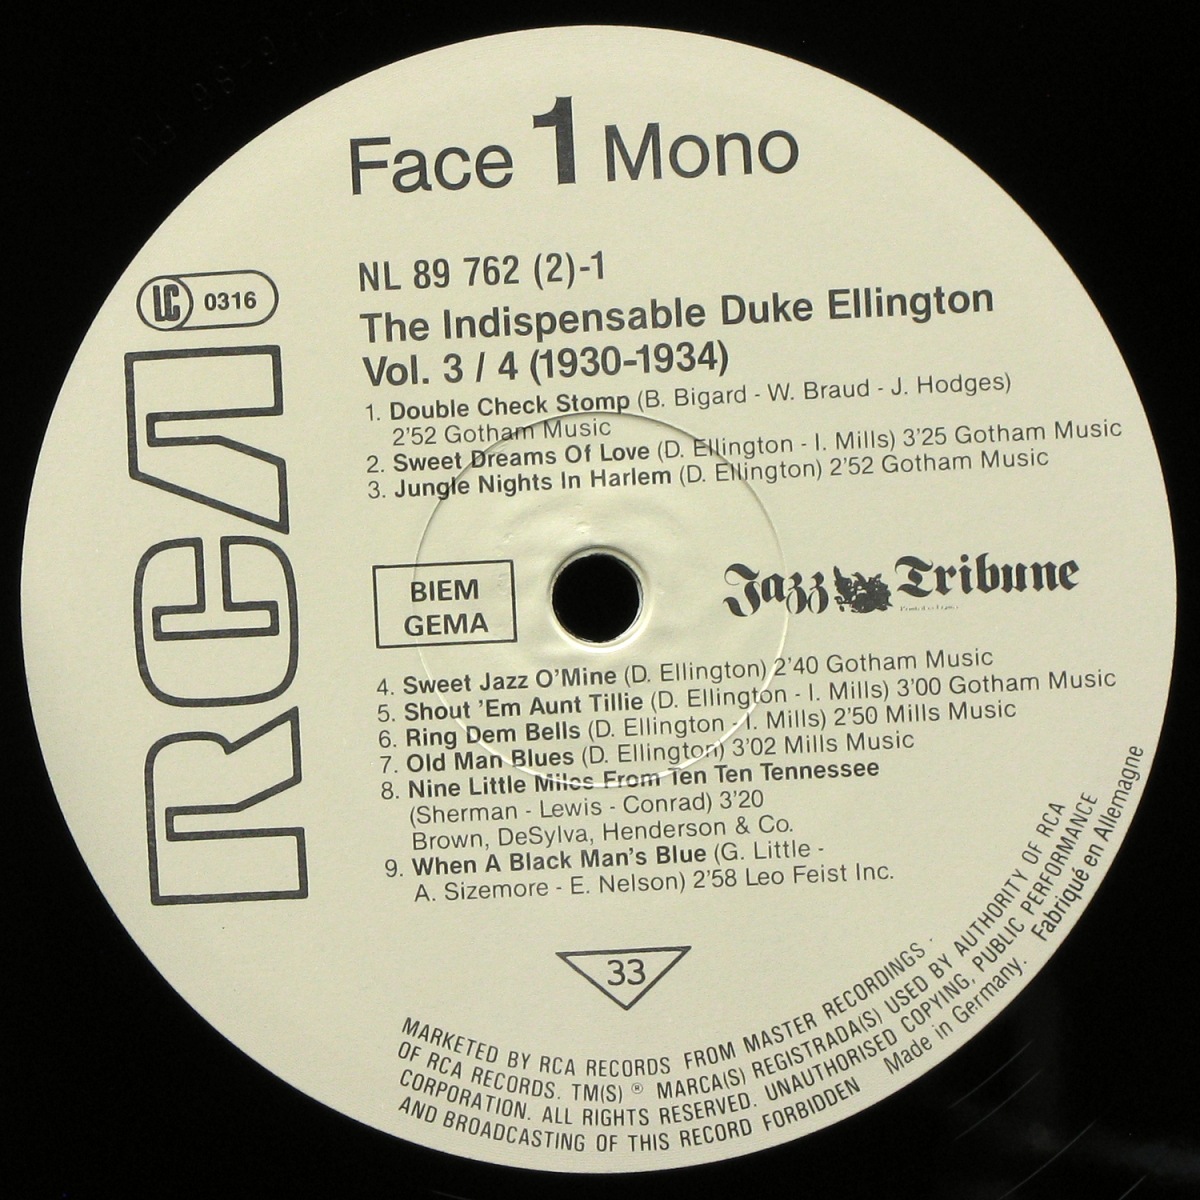 Face 1 Mono
LC 0316
RCA
NL 89 762 (2)-1
The Indispensable Duke Ellington
Vol. 3 / 4 (1930-1934)
1. Double Check Stomp (B. Bigard - W. Braud - J. Hodges)
2'52 Gotham Music
2. Sweet Dreams Of Love (D. Ellington - I. Mills) 3'25 Gotham Music
3. Jungle Nights In Harlem (D. Ellington) 2'52 Gotham Music
BIEM
GEMA
Jazz Tribune
4. Sweet Jazz O'Mine (D. Ellington) 2'40 Gotham Music
5. Shout 'Em Aunt Tillie (D. Ellington - I. Mills) 3'00 Gotham Music
6. Ring Dem Bells (D. Ellington - I. Mills) 2'50 Mills Music
7. Old Man Blues (D. Ellington) 3'02 Mills Music
8. Nine Little Miles From Ten Ten Tennessee
(Sherman - Lewis - Conrad) 3'20
Brown, DeSylva, Henderson & Co.
9. When A Black Man's Blue (G. Little -
A. Sizemore - E. Nelson) 2'58 Leo Feist Inc.
33
MARKETED BY RCA RECORDS FROM MASTER RECORDINGS .
OF RCA RECORDS. TM(S) ® MARCA(S) REGISTRADA(S) USED BY AUTHORITY OF RCA
CORPORATION. ALL RIGHTS RESERVED. UNAUTHORISED COPYING, PUBLIC PERFORMANCE
AND BROADCASTING OF THIS RECORD FORBIDDEN Made in Germany. Fabriqué en Allemagne